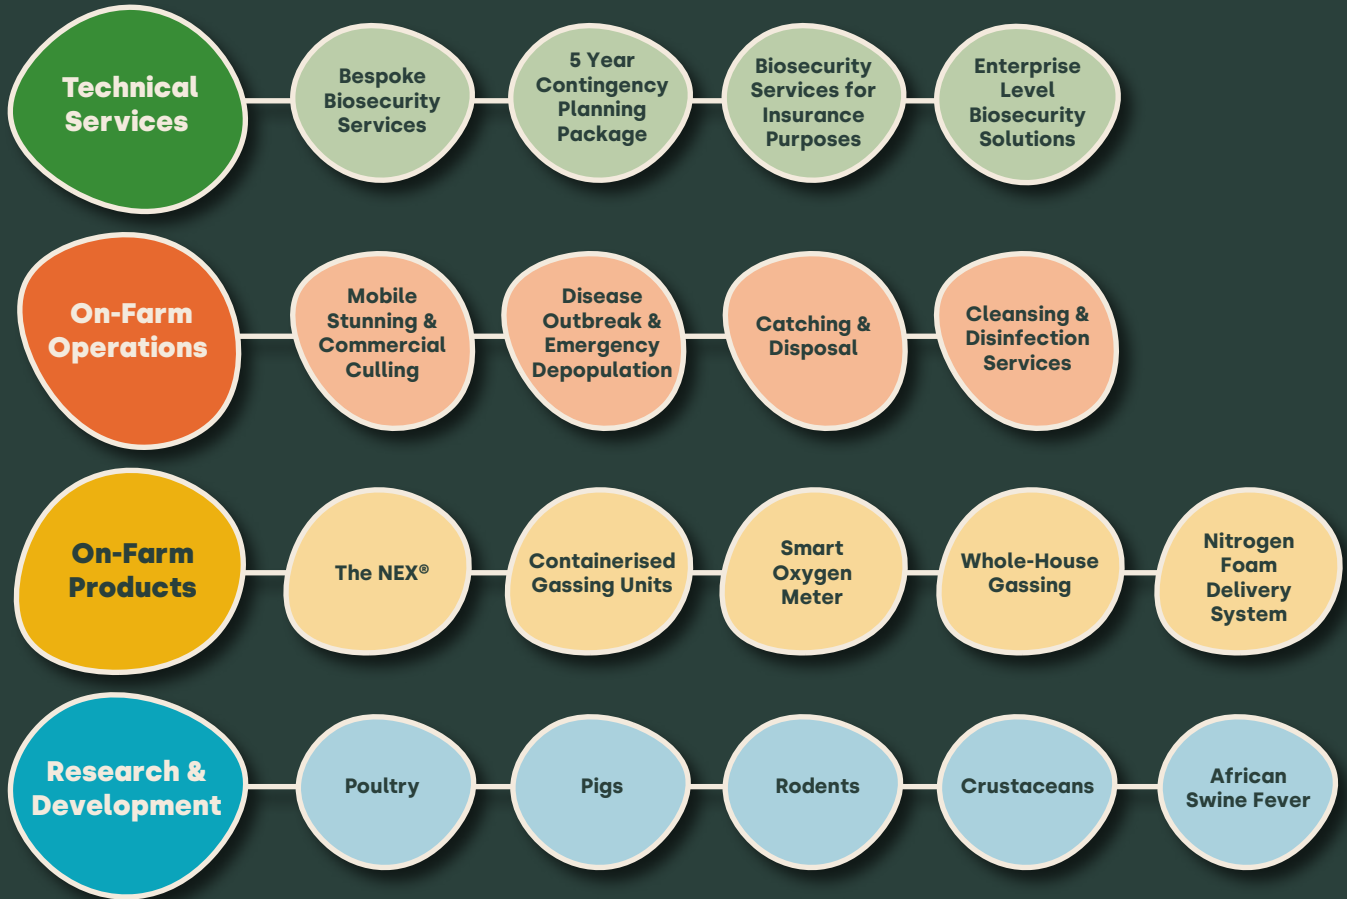 Technical
Services
Bespoke
Biosecurity
Services
5 Year
Contingency
Planning
Package
Biosecurity
Services for
Insurance
Purposes
Enterprise
Level
Biosecurity
Solutions
On-Farm
Operations
Mobile
Stunning &
Commercial
Culling
Disease
Outbreak &
Emergency
Depopulation
Catching &
Disposal
Cleansing &
Disinfection
Services
On-Farm
Products
The NEX®
Containerised
Gassing Units
Smart
Oxygen
Meter
Whole-House
Gassing
Nitrogen
Foam
Delivery
System
Research &
Development
Poultry
Pigs
Rodents
Crustaceans
African
Swine Fever